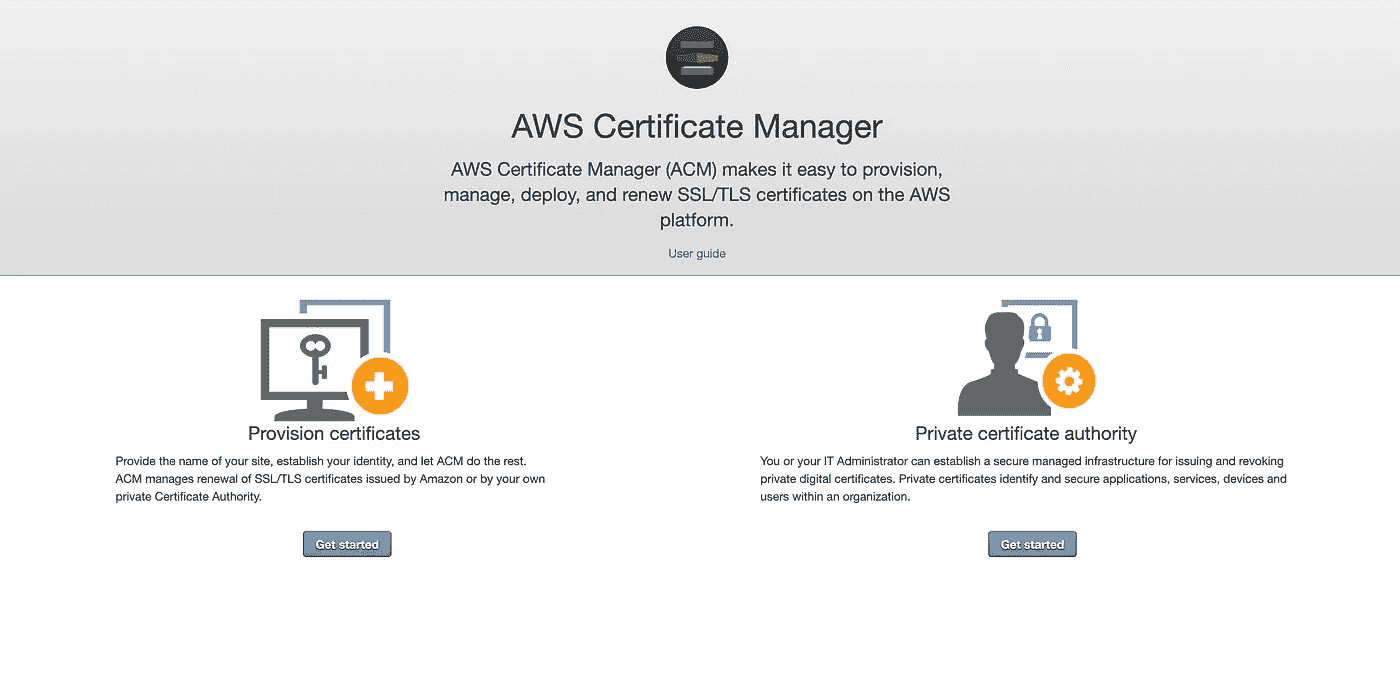 AWS Certificate Manager
AWS Certificate Manager (ACM) makes it easy to provision,
manage, deploy, and renew SSL/TLS certificates on the AWS
platform.
User guide
Provision certificates
Provide the name of your site, establish your identity, and let ACM do the rest.
ACM manages renewal of SSL/TLS certificates issued by Amazon or by your own
private Certificate Authority.
Get started
Private certificate authority
You or your IT Administrator can establish a secure managed infrastructure for issuing and revoking
private digital certificates. Private certificates identify and secure applications, services, devices and
users within an organization.
Get started